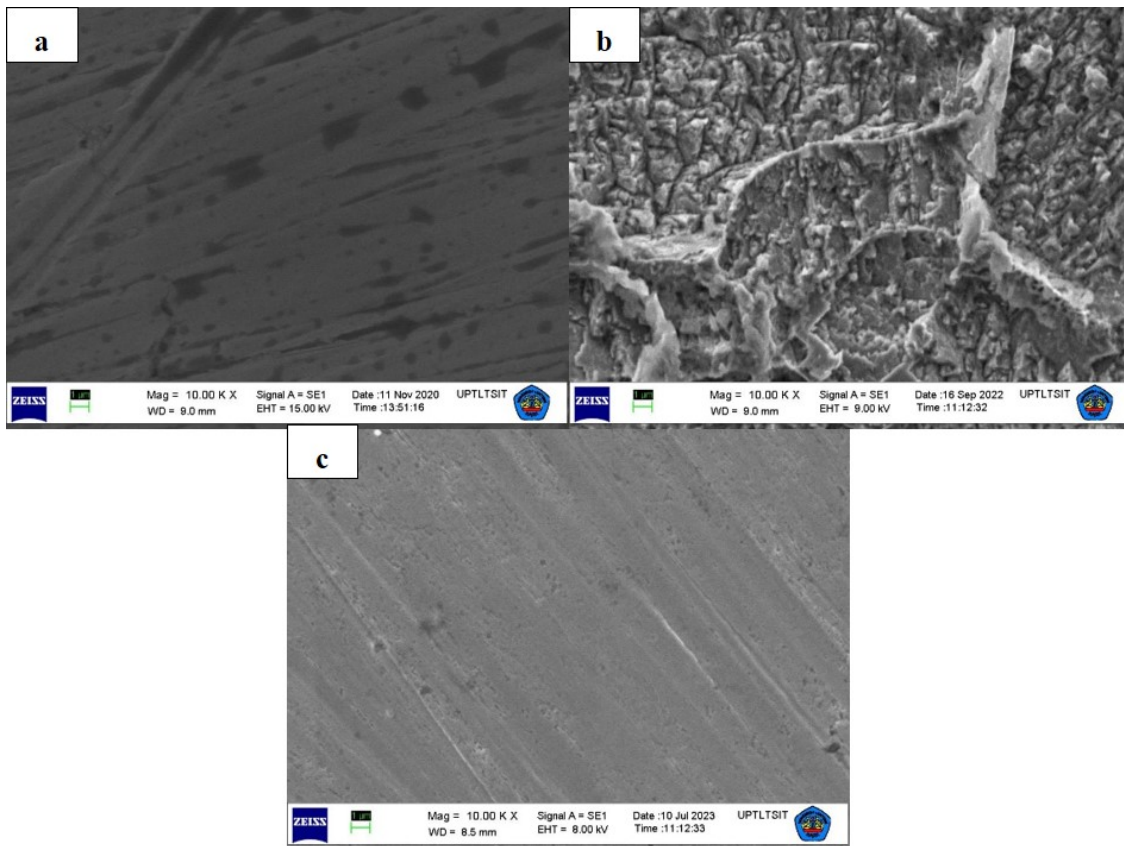 a
b
ZEISS
1 µm
Mag = 10.00 K X Signal A = SE1 Date :11 Nov 2020 UPTLTSIT
WD = 9.0 mm EHT = 15.00 kV Time :13:51:16
ZEISS
1 µm
Mag = 10.00 K X Signal A = SE1 Date :16 Sep 2022 UPTLTSIT
WD = 9.0 mm EHT = 9.00 kV Time :11:12:32
c
ZEISS
1 µm
Mag = 10.00 K X Signal A = SE1 Date :10 Jul 2023 UPTLTSIT
WD = 8.5 mm EHT = 8.00 kV Time :11:12:33